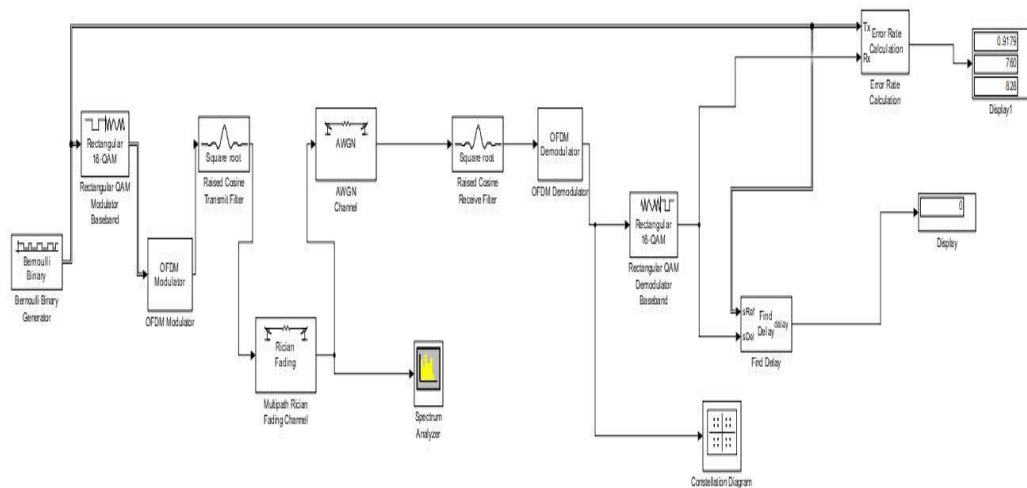 Tx
Rx
Error Rate
Calculation
Error Rate
Calculation
0.9179
760
828
Display1
Rectangular
16-QAM
Rectangular QAM
Modulator
Baseband
Square root
Raised Cosine
Transmit Filter
AWGN
AWGN
Channel
Square root
Raised Cosine
Receive Filter
OFDM
Demodulator
OFDM Demodulator
Rectangular
16-QAM
Rectangular QAM
Demodulator
Baseband
0
Display
Bernoulli
Binary
Bernoulli Binary
Generator
OFDM
Modulator
OFDM Modulator
Rician
Fading
Multipath Rician
Fading Channel
Spectrum
Analyzer
sRef
sDel
Find
Delay
delay
Find Delay
Constellation Diagram